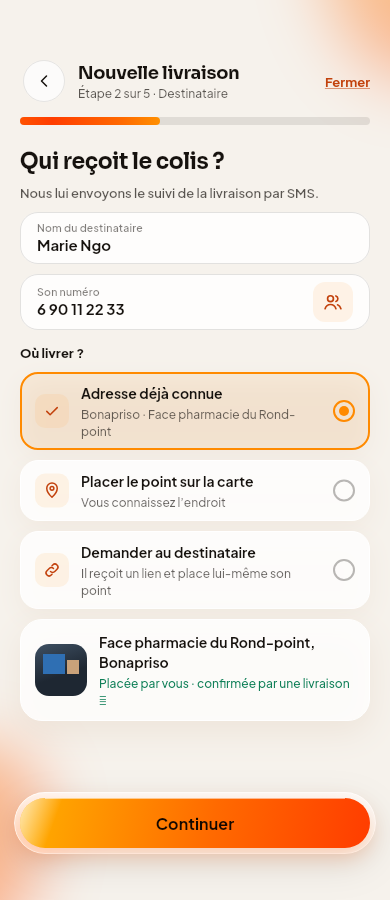 Nouvelle livraison
Étape 2 sur 5 · Destinataire
Fermer
Qui reçoit le colis ?
Nous lui envoyons le suivi de la livraison par SMS.
Nom du destinataire
Marie Ngo
Son numéro
6 90 11 22 33
Où livrer ?
Adresse déjà connue
Bonapriso · Face pharmacie du Rond-
point
Placer le point sur la carte
Vous connaissez l'endroit
Demander au destinataire
Il reçoit un lien et place lui-même son
point
Face pharmacie du Rond-point,
Bonapriso
Placée par vous · confirmée par une livraison
Continuer